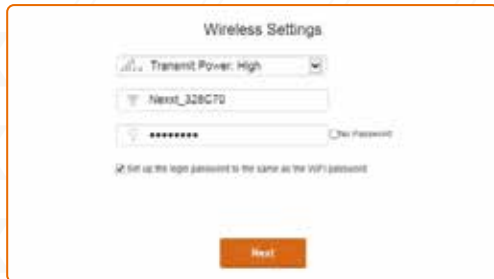 Wireless Settings
Transmit Power: High
Nexxt_328C70
•••••••• No Password
Set up the login password to the same as the WiFi password
Next